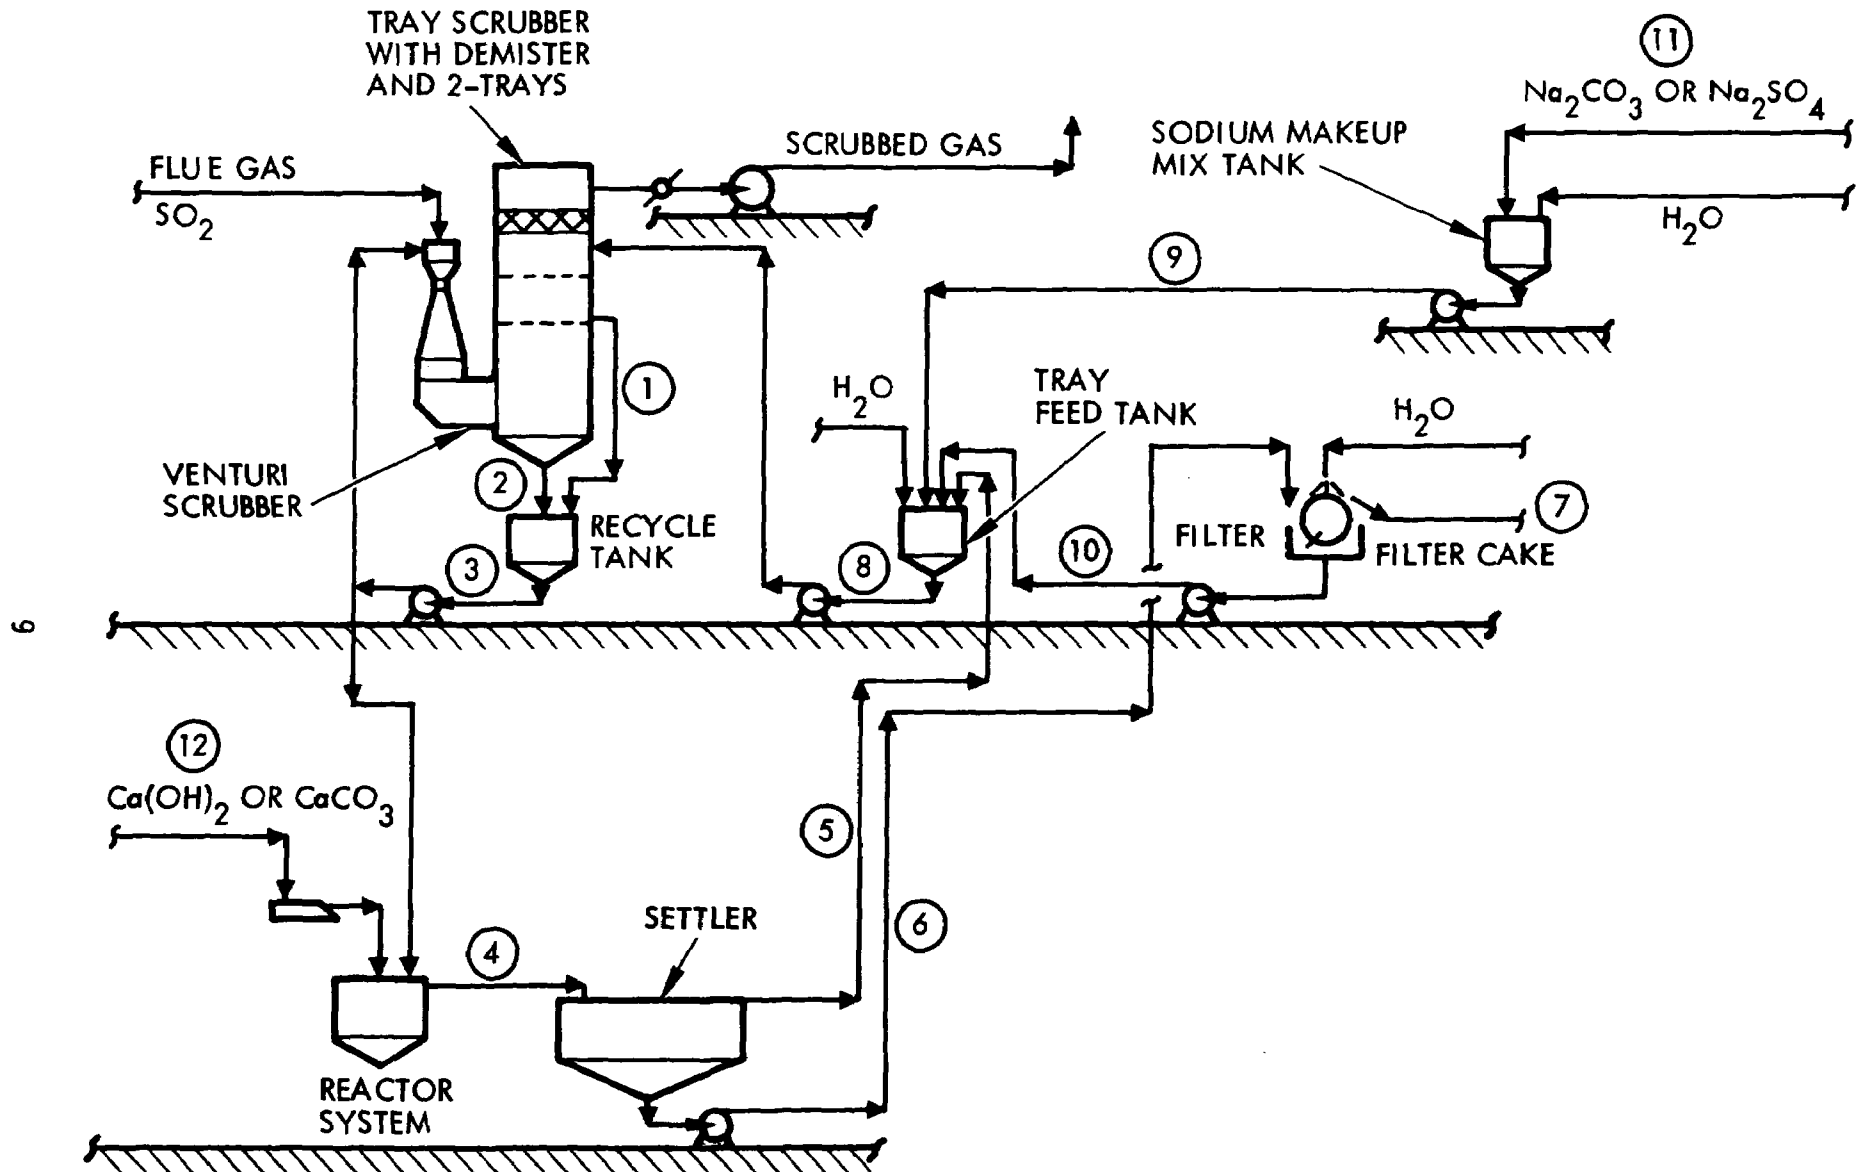 TRAY SCRUBBER
WITH DEMISTER
AND 2-TRAYS
11
Na2CO3 OR Na2SO4
SODIUM MAKEUP
MIX TANK
SCRUBBED GAS
FLUE GAS
SO2
H2O
9
1
H2O
TRAY
FEED TANK
H2O
VENTURI
SCRUBBER
2
RECYCLE
TANK
3
8
10
FILTER
7
FILTER CAKE
9
12
Ca(OH)2 OR CaCO3
5
6
SETTLER
4
REACTOR
SYSTEM